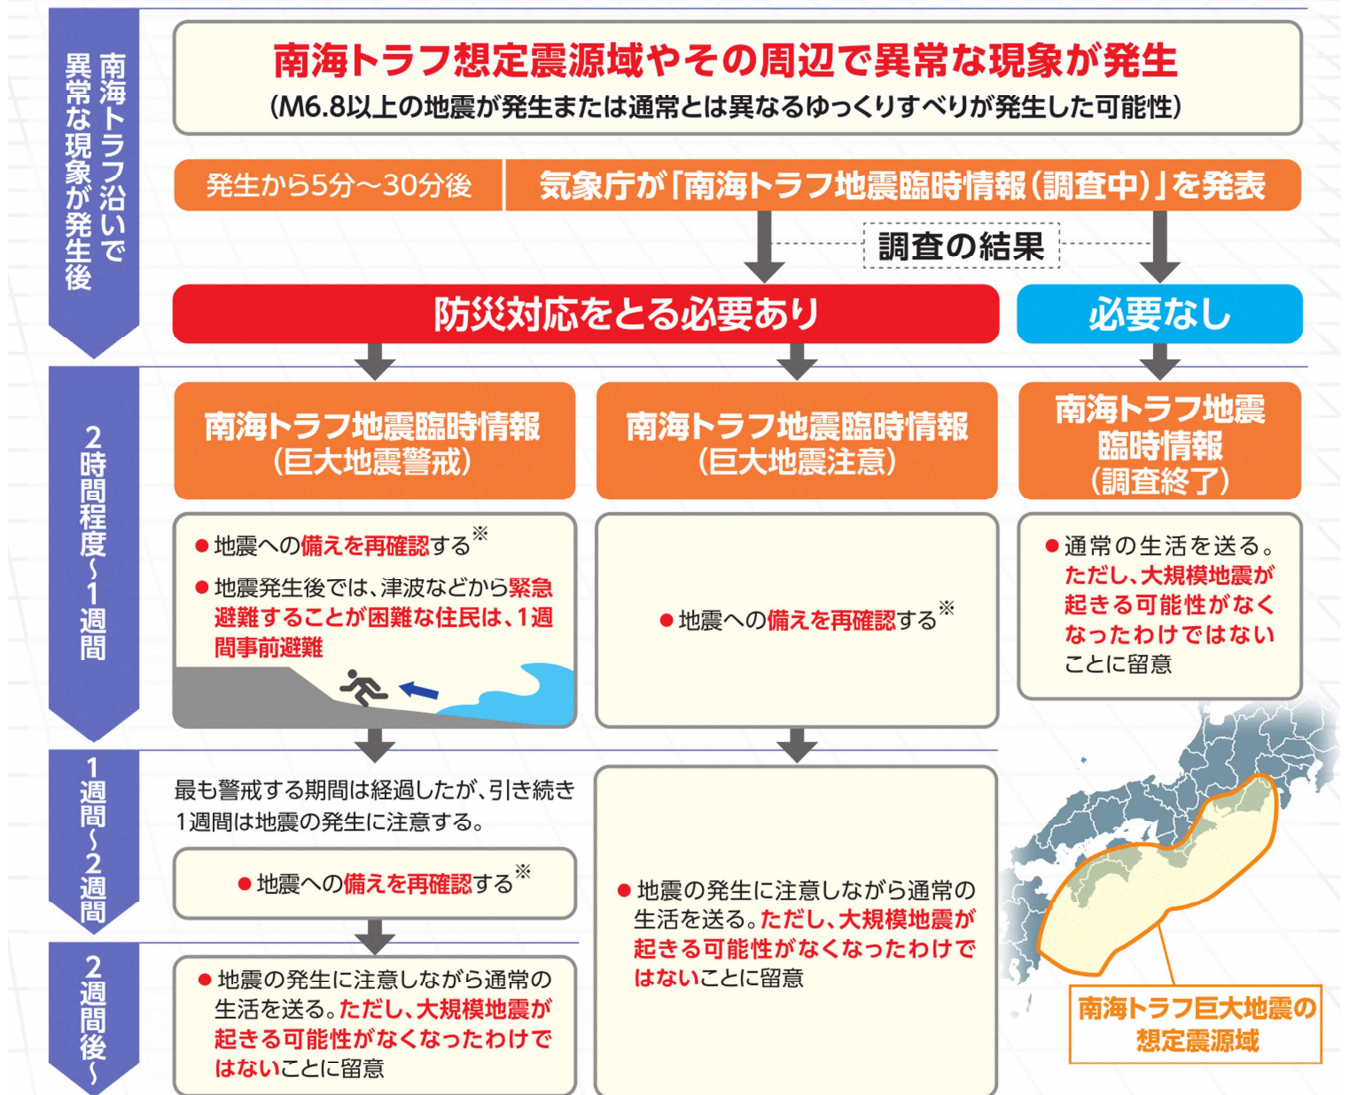 南海トラフ沿いで
異常な現象が発生後
南海トラフ想定震源域やその周辺で異常な現象が発生
(M6.8以上の地震が発生または通常とは異なるゆっくりすべりが発生した可能性)
発生から5分～30分後
気象庁が「南海トラフ地震臨時情報(調査中)」を発表
調査の結果
防災対応をとる必要あり
必要なし
2時間程度～1週間
南海トラフ地震臨時情報
(巨大地震警戒)
南海トラフ地震臨時情報
(巨大地震注意)
南海トラフ地震
臨時情報
(調査終了)
●地震への備えを再確認する※
●地震発生後では、津波などから緊急
避難することが困難な住民は、1週
間事前避難
●地震への備えを再確認する※
●通常の生活を送る。
ただし、大規模地震が
起きる可能性がなく
なったわけではない
ことに留意
1週間～2週間
最も警戒する期間は経過したが、引き続き
1週間は地震の発生に注意する。
●地震への備えを再確認する※
●地震の発生に注意しながら通常の
生活を送る。ただし、大規模地震が
起きる可能性がなくなったわけで
はないことに留意
2週間後～
●地震の発生に注意しながら通常の
生活を送る。ただし、大規模地震が
起きる可能性がなくなったわけで
はないことに留意
南海トラフ巨大地震の
想定震源域